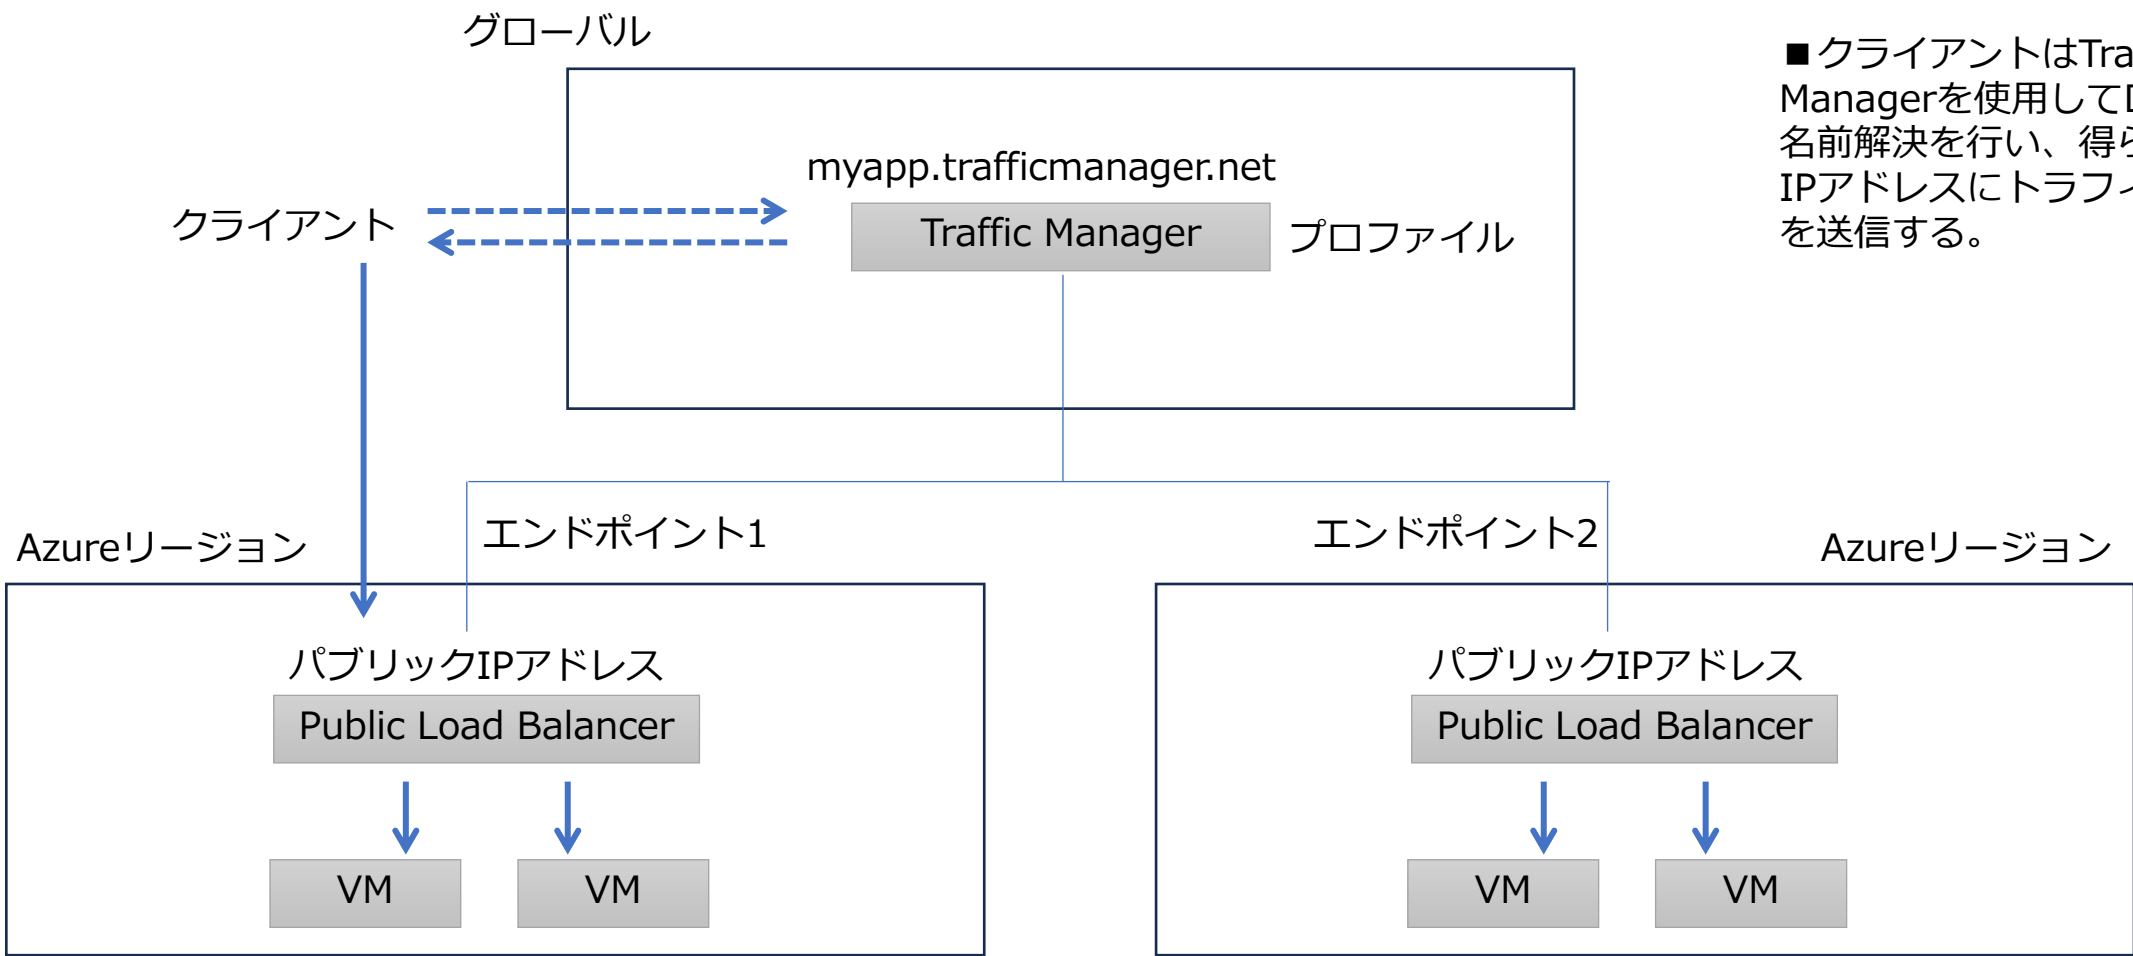 グローバル
■クライアントはTra
Managerを使用して
名前解決を行い、得
IPアドレスにトラフィ
を送信する。
myapp.trafficmanager.net
クライアント
Traffic Manager
プロファイル
Azureリージョン
エンドポイント1
エンドポイント2
Azureリージョン
パブリックIPアドレス
パブリックIPアドレス
Public Load Balancer
Public Load Balancer
VM
VM
VM
VM